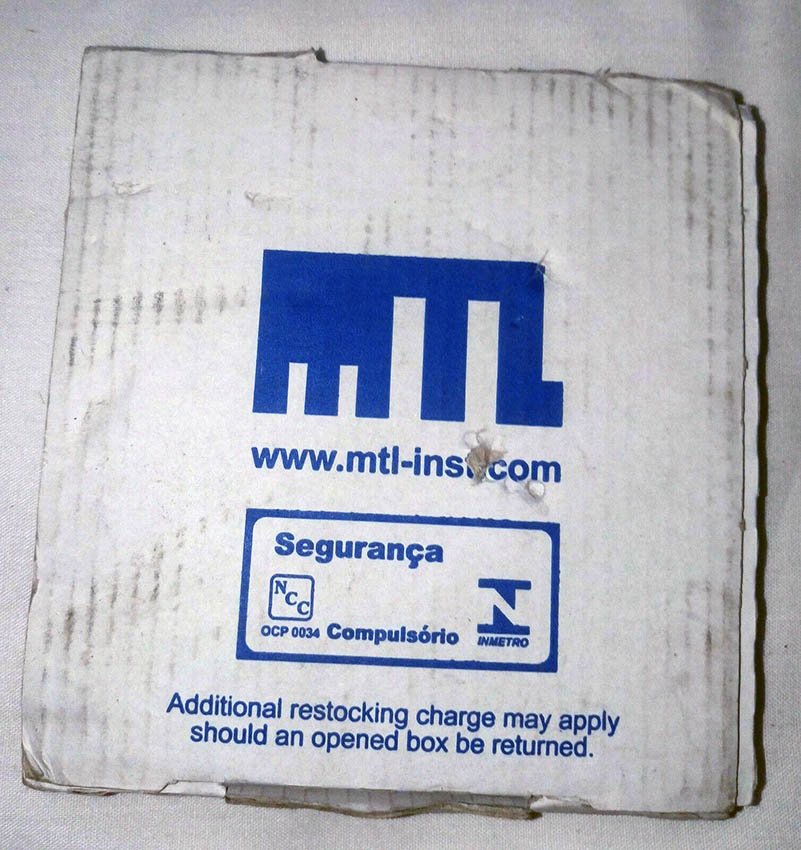 MTL
www.mtl-inst.com
Segurança
NCC
OCP 0034 Compulsório
INMETRO
Additional restocking charge may apply
should an opened box be returned.